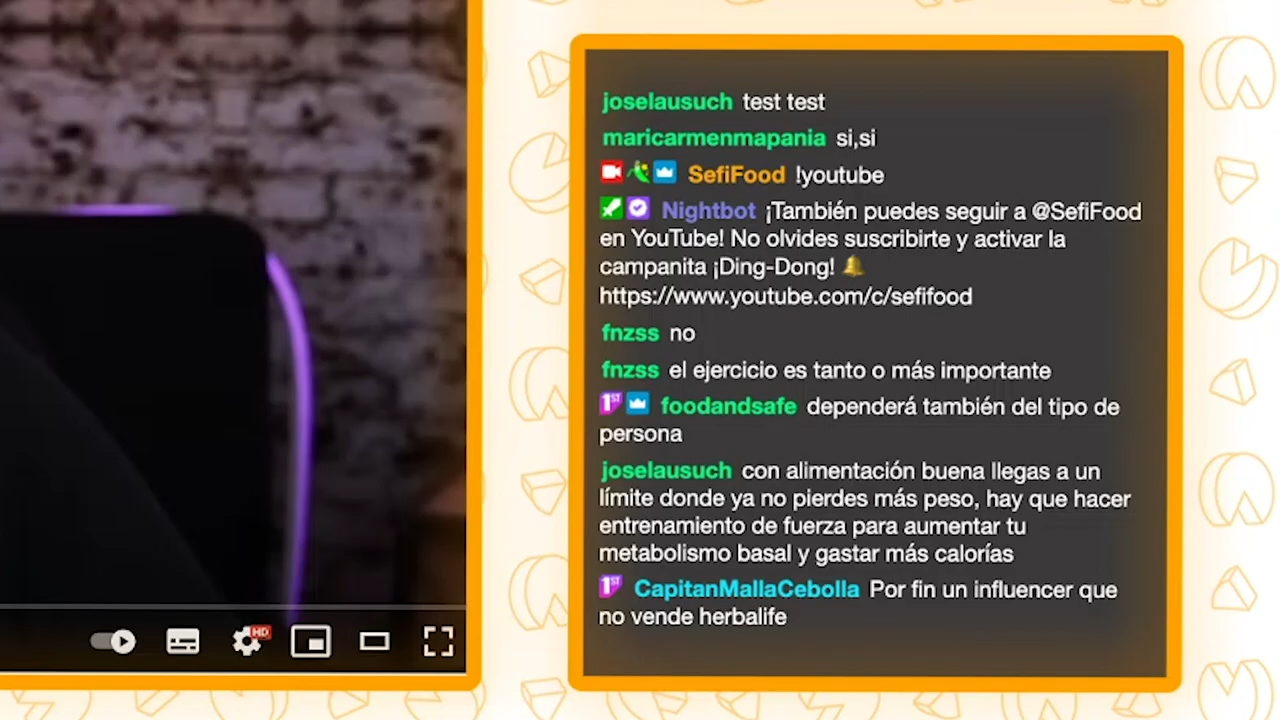 joselausuch test test
maricarmenmapania si,si
SefiFood !youtube
Nightbot ¡También puedes seguir a @SefiFood
en YouTube! No olvides suscribirte y activar la
campanita ¡Ding-Dong! 🔔
https://www.youtube.com/c/sefifood
fnzss no
fnzss el ejercicio es tanto o más importante
1ST foodandsafe dependerá también del tipo de
persona
joselausuch con alimentación buena llegas a un
límite donde ya no pierdes más peso, hay que hacer
entrenamiento de fuerza para aumentar tu
metabolismo basal y gastar más calorías
1ST CapitanMallaCebolla Por fin un influencer que
no vende herbalife
HD